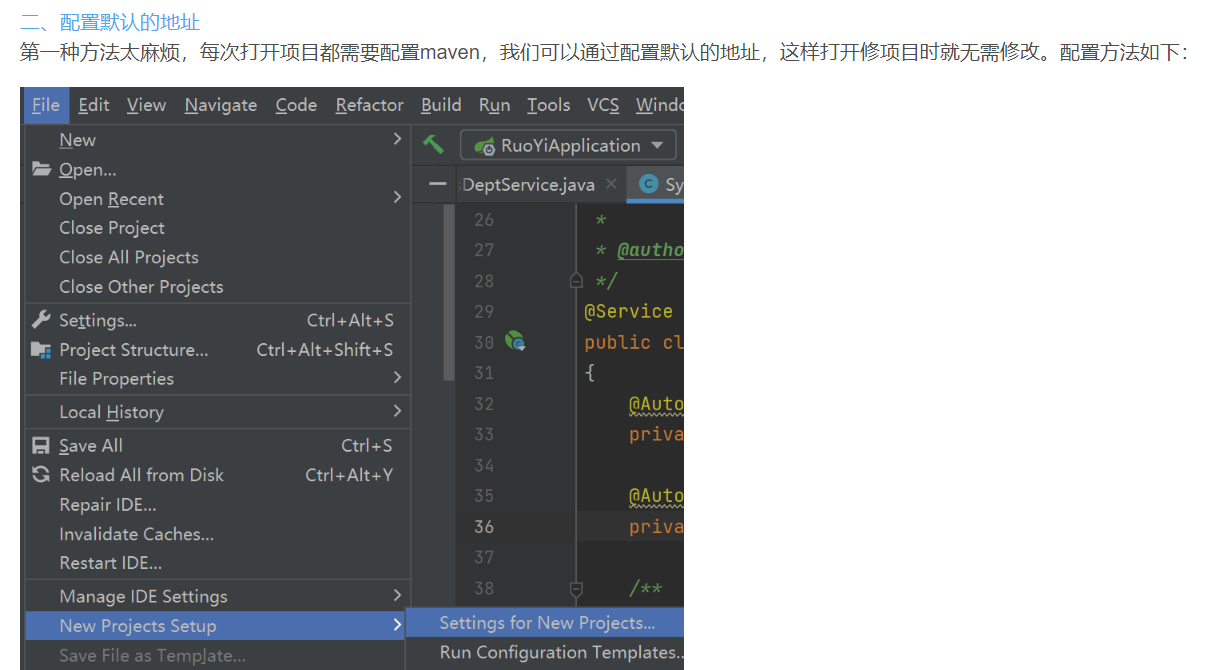 二、配置默认的地址
第一种方法太麻烦，每次打开项目都需要配置maven，我们可以通过配置默认的地址，这样打开修项目时就无需修改。配置方法如下：
File Edit View Navigate Code Refactor Build Run Tools VCS Windo
New
RuoYiApplication
Open...
DeptService.java
Sy
Open Recent
26 *
Close Project
27 * @autho
Close All Projects
28 */
Close Other Projects
29 @Service
Settings... Ctrl+Alt+S
30 public cl
Project Structure... Ctrl+Alt+Shift+S
31 {
File Properties
32 @Auto
Local History
33 priva
Save All Ctrl+S
34
Reload All from Disk Ctrl+Alt+Y
35 @Auto
Repair IDE...
36 priva
Invalidate Caches...
37
Restart IDE...
38 /**
Manage IDE Settings
New Projects Setup
Settings for New Projects...
Save File as Template...
Run Configuration Templates..